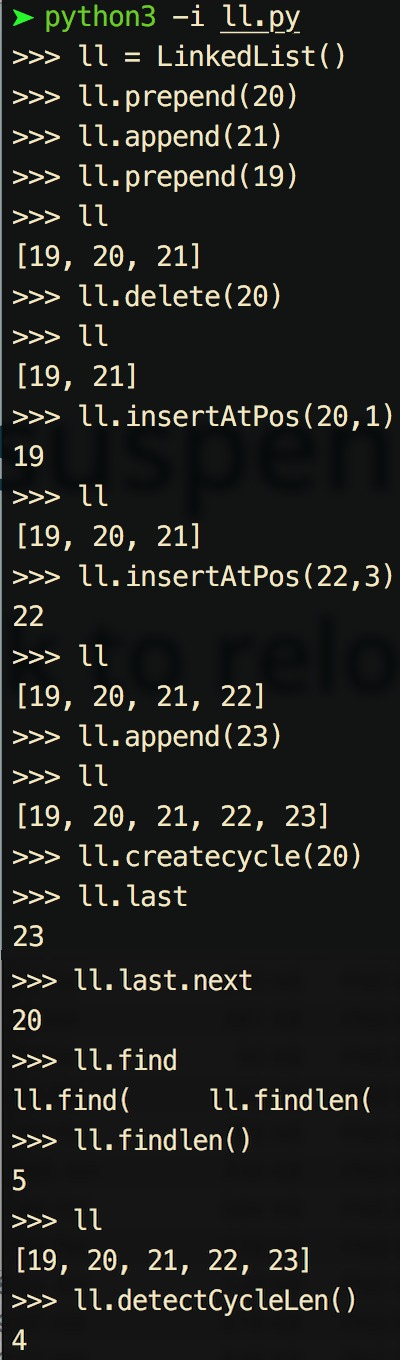 ➤ python3 -i ll.py
>>> ll = LinkedList()
>>> ll.prepend(20)
>>> ll.append(21)
>>> ll.prepend(19)
>>> ll
[19, 20, 21]
>>> ll.delete(20)
>>> ll
[19, 21]
>>> ll.insertAtPos(20,1)
19
>>> ll
[19, 20, 21]
>>> ll.insertAtPos(22,3)
22
>>> ll
[19, 20, 21, 22]
>>> ll.append(23)
>>> ll
[19, 20, 21, 22, 23]
>>> ll.createcycle(20)
>>> ll.last
23
>>> ll.last.next
20
>>> ll.find
ll.find(     ll.findlen(
>>> ll.findlen()
5
>>> ll
[19, 20, 21, 22, 23]
>>> ll.detectCycleLen()
4